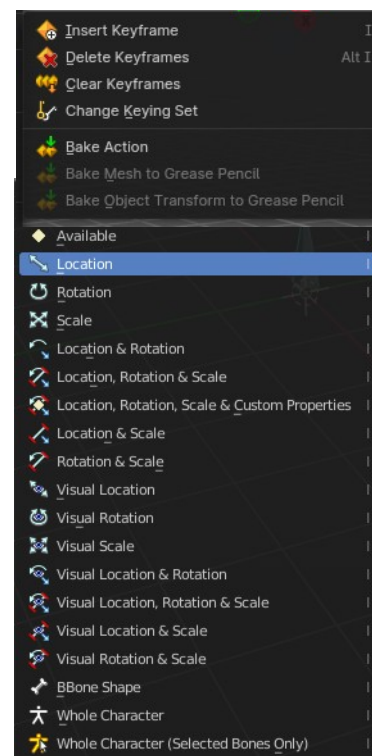 Insert Keyframe I
Delete Keyframes Alt I
Clear Keyframes
Change Keying Set
Bake Action
Bake Mesh to Grease Pencil
Bake Object Transform to Grease Pencil
Available I
Location I
Rotation I
Scale I
Location & Rotation I
Location, Rotation & Scale I
Location, Rotation, Scale & Custom Properties I
Location & Scale I
Rotation & Scale I
Visual Location I
Visual Rotation I
Visual Scale I
Visual Location & Rotation I
Visual Location, Rotation & Scale I
Visual Location & Scale I
Visual Rotation & Scale I
BBone Shape I
Whole Character I
Whole Character (Selected Bones Only) I